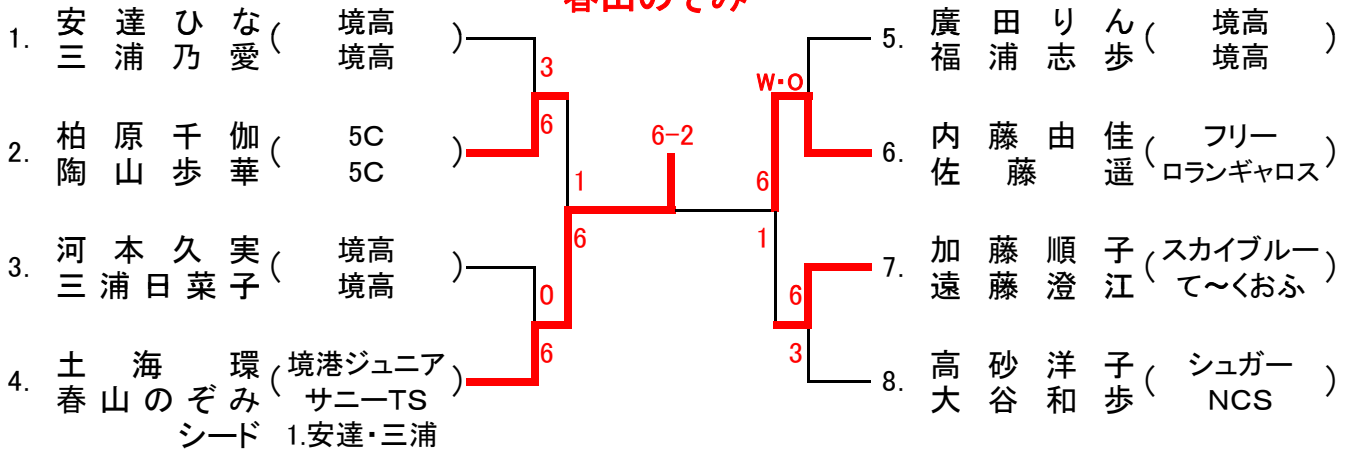 春山のぞみ
1. 安達ひな ( 境高 )
三浦乃愛 境高
2. 柏原千伽 ( 5C )
陶山歩華 5C
3. 河本久実 ( 境高 )
三浦日菜子 境高
4. 土海環 ( 境港ジュニア )
春山のぞみ サニーTS
シード 1.安達・三浦
3
6
0
6
1
6
6-2
W・O
6
1
6
3
5. 廣田りん ( 境高 )
福浦志歩 境高
6. 内藤由佳 ( フリー )
佐藤遥 ロランギャロス
7. 加藤順子 ( スカイブルー )
遠藤澄江 て～くおふ
8. 高砂洋子 ( シュガー )
大谷和歩 NCS